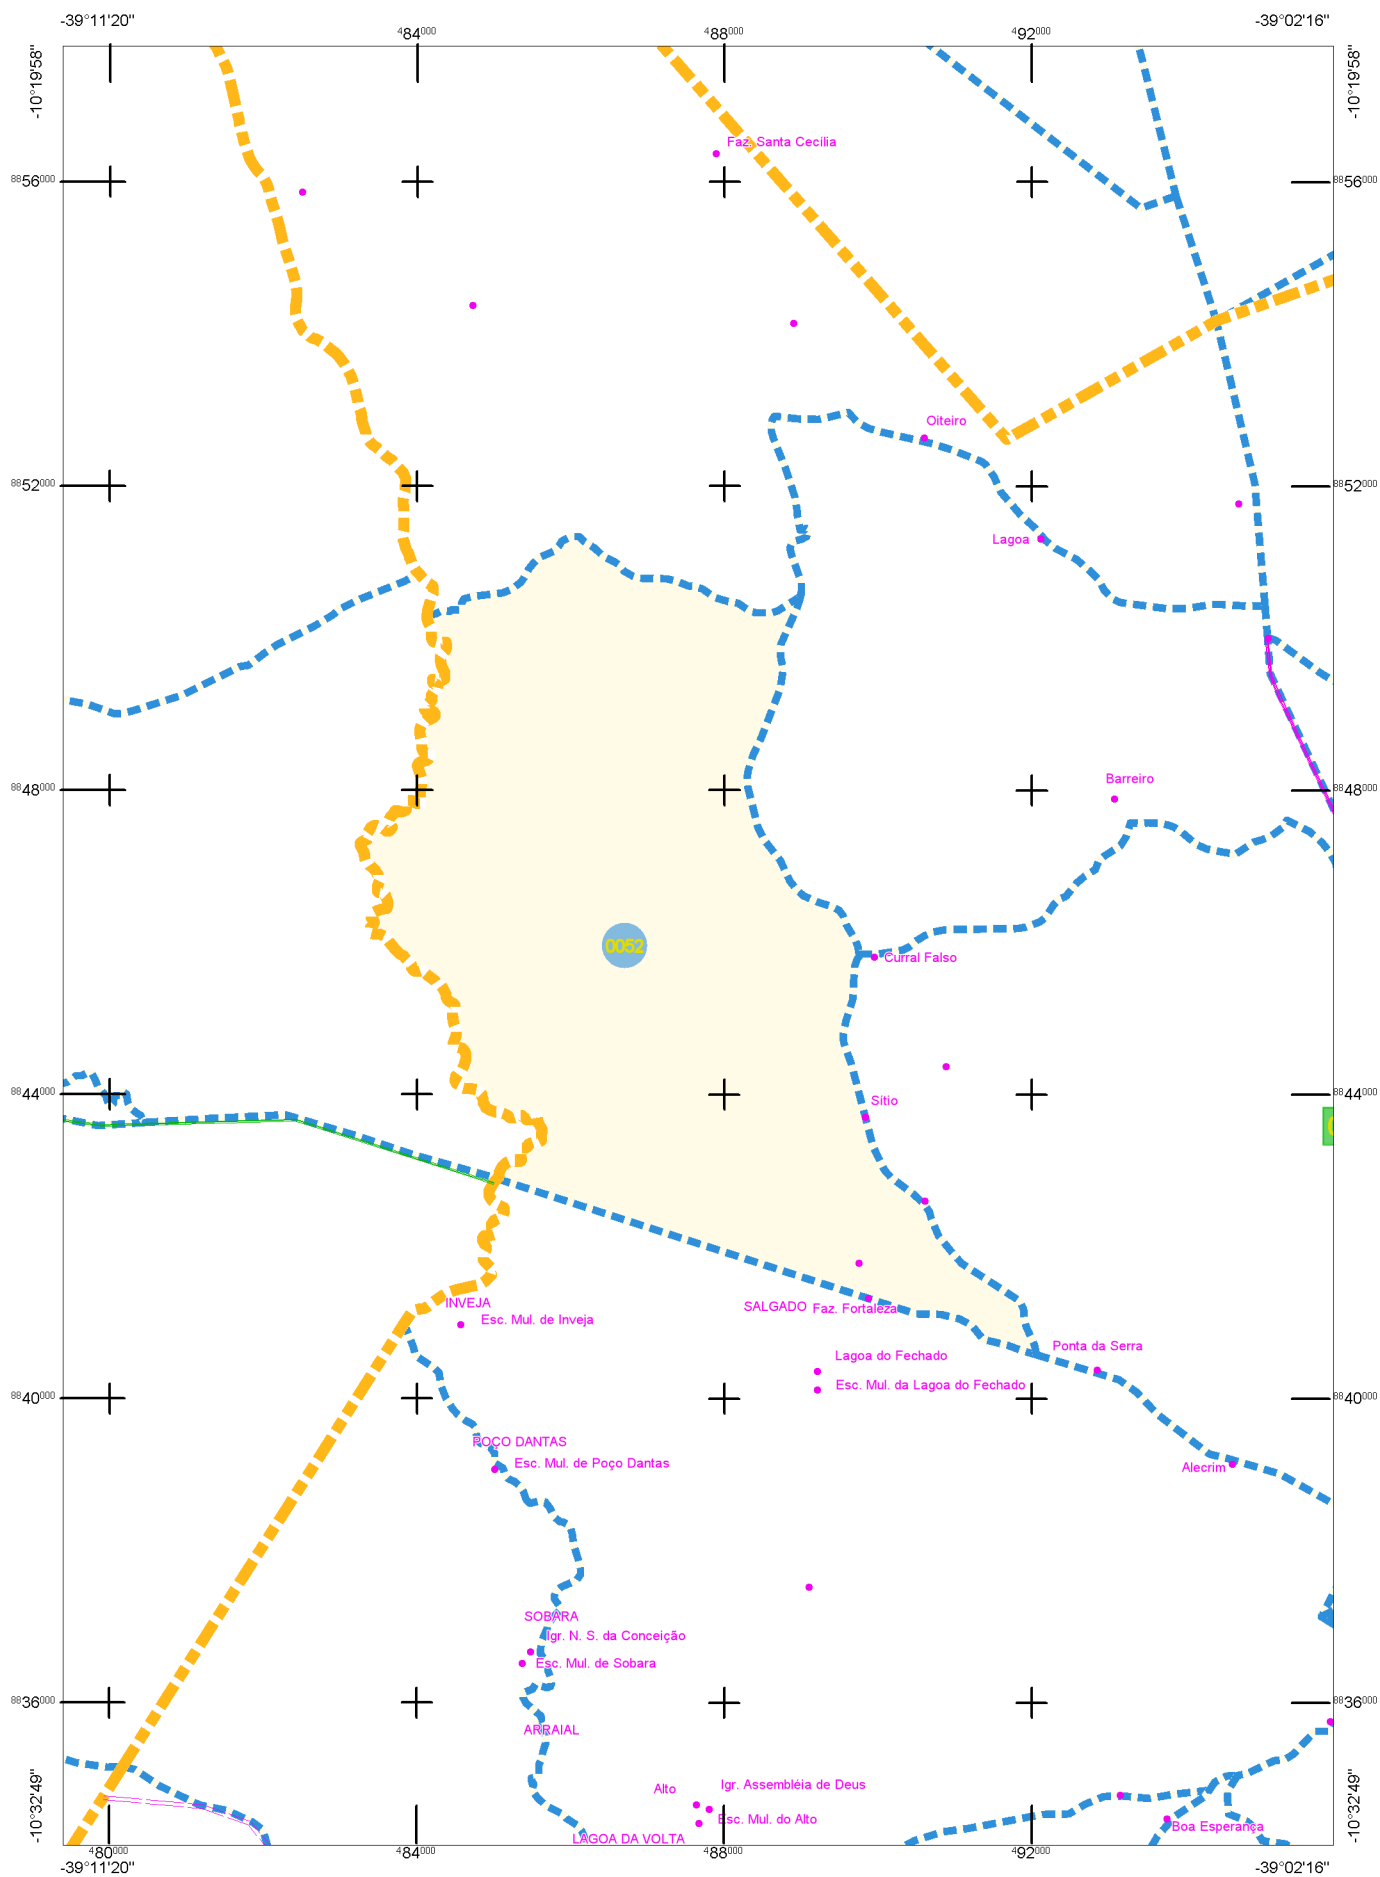 -39°11'20"
-39°02'16"
484000
488000
492000
-10°19'58"
-10°19'58"
Faz. Santa Cecília
8856000
8856000
Oiteiro
8852000
8852000
Lagoa
Barreiro
8848000
8848000
0052
Curral Falso
8844000
8844000
Sítio
INVEJA
SALGADO
Faz. Fortaleza
Esc. Mul. de Inveja
Ponta da Serra
Lagoa do Fechado
Esc. Mul. da Lagoa do Fechado
8840000
8840000
POÇO DANTAS
Esc. Mul. de Poço Dantas
Alecrim
SOBARA
Igr. N. S. da Conceição
Esc. Mul. de Sobara
8836000
8836000
ARRAIAL
-10°32'49"
-10°32'49"
Alto
Igr. Assembléia de Deus
Esc. Mul. do Alto
Boa Esperança
LAGOA DA VOLTA
480000
484000
488000
492000
-39°11'20"
-39°02'16"